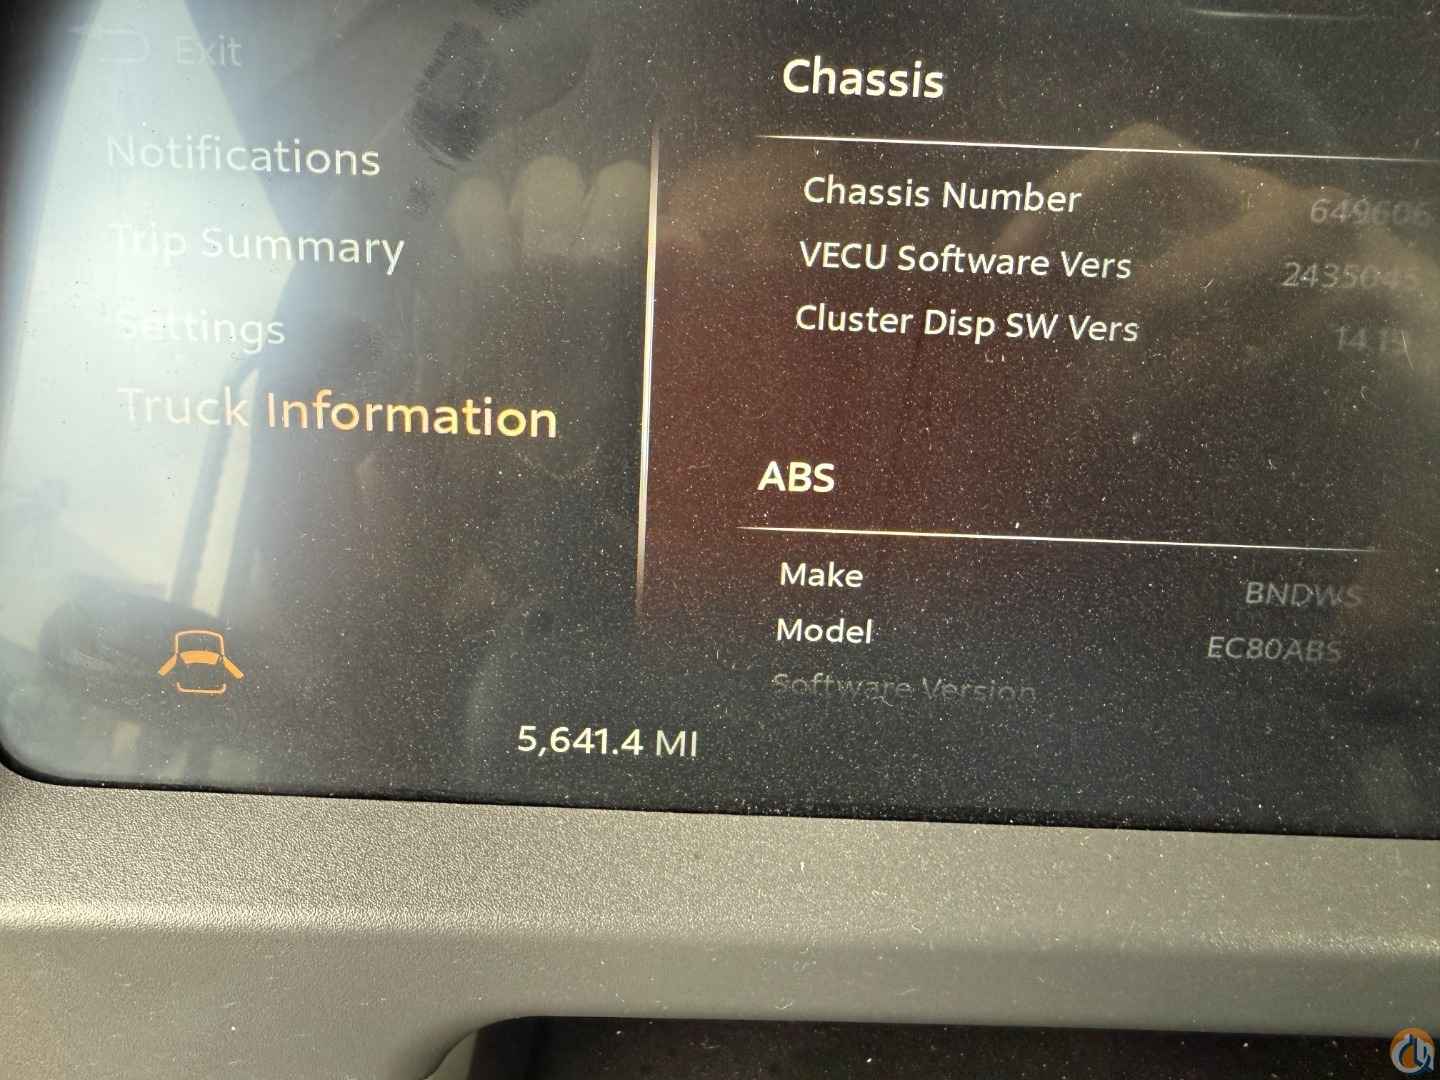 Exit
Notifications
Trip Summary
Settings
Truck Information
Chassis
Chassis Number
VECU Software Vers
Cluster Disp SW Vers
ABS
Make BNDWS
Model EC80ABS
Software Version
5,641.4 MI